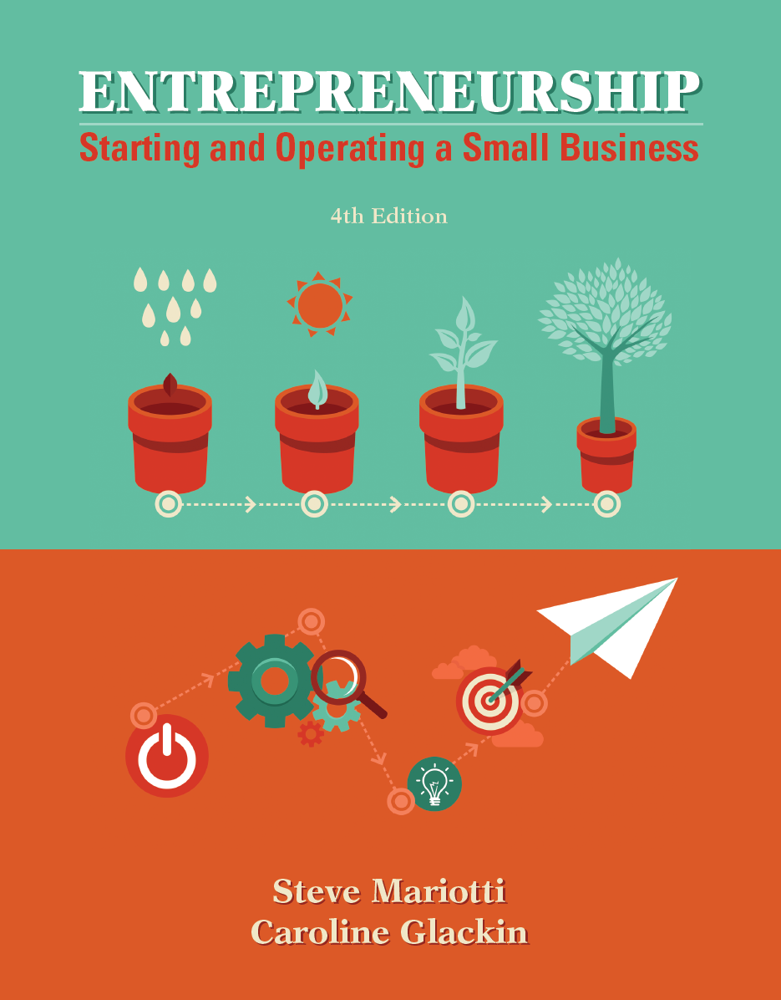 ENTREPRENEURSHIP
Starting and Operating a Small Business
4th Edition
Steve Mariotti
Caroline Glackin